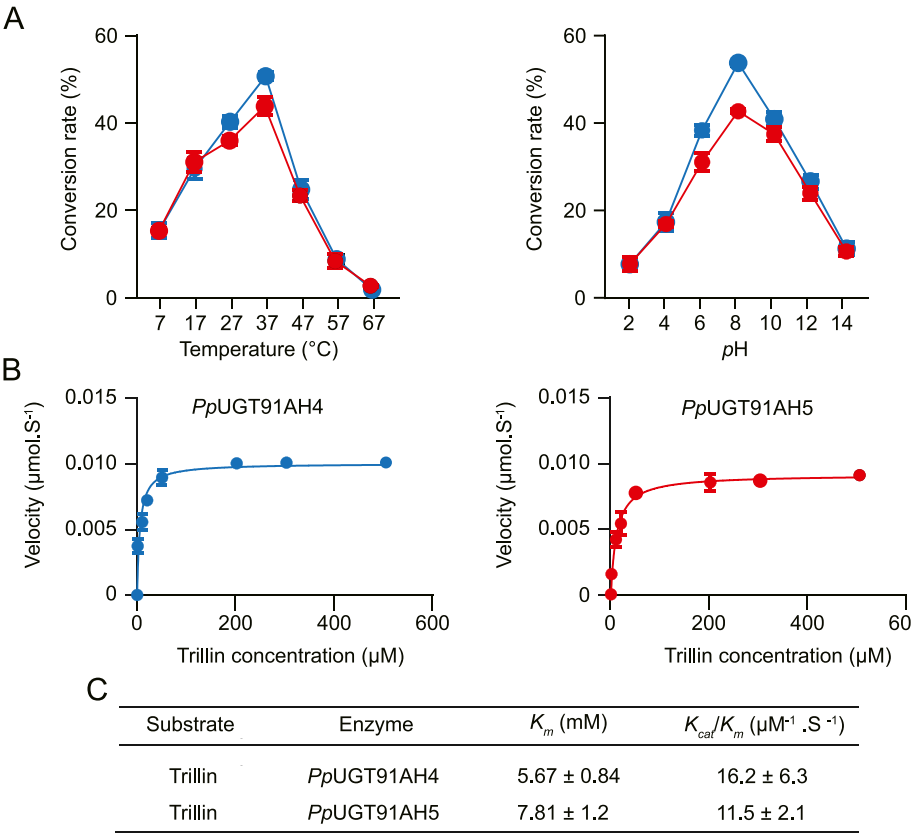 A
60
40
20
0
Conversion rate (%)
7 17 27 37 47 57 67
Temperature (°C)
60
40
20
0
Conversion rate (%)
2 4 6 8 10 12 14
pH
B
PpUGT91AH4
0.015
0.010
0.005
0
Velocity (μmol.S⁻¹)
0 200 400 600
Trillin concentration (μM)
PpUGT91AH5
0.015
0.010
0.005
0
Velocity (μmol.S⁻¹)
0 200 400 60
Trillin concentration (μM)
C
Substrate Enzyme Km (mM) Kcat/Km (μM⁻¹ .S ⁻¹)
Trillin PpUGT91AH4 5.67 ± 0.84 16.2 ± 6.3
Trillin PpUGT91AH5 7.81 ± 1.2 11.5 ± 2.1